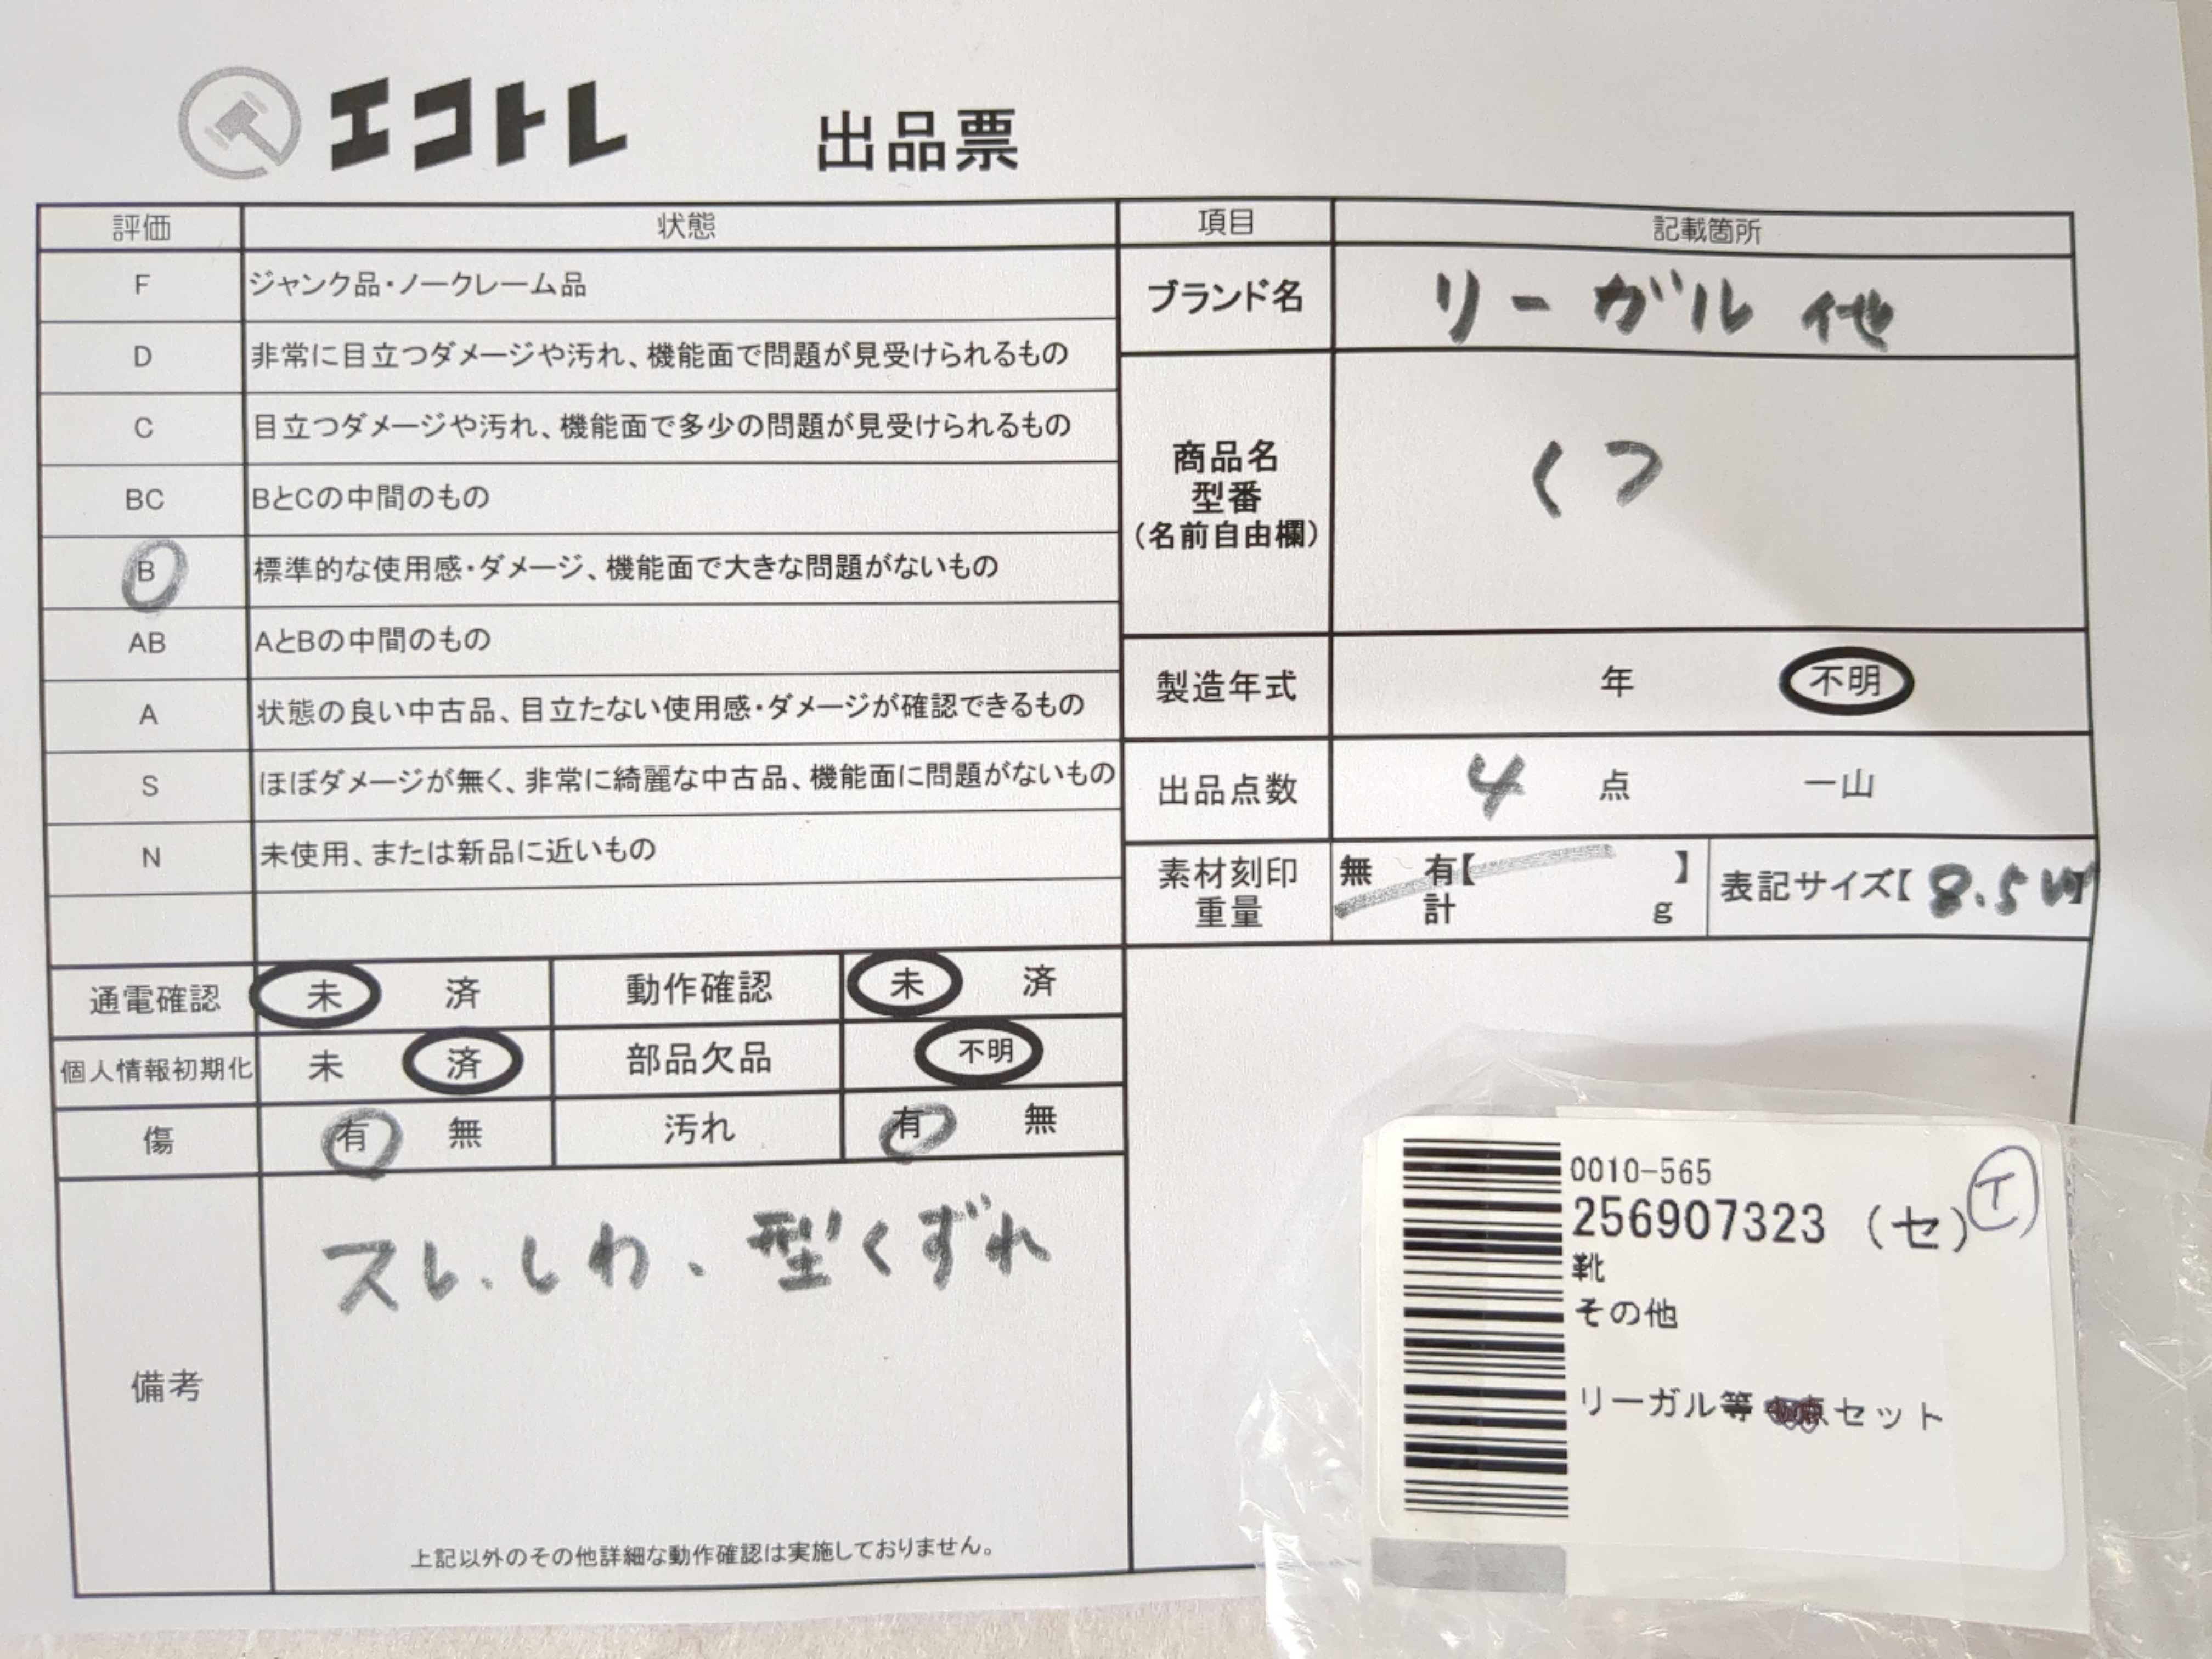 エコトレ 出品票
評価 状態
F ジャンク品・ノークレーム品
D 非常に目立つダメージや汚れ、機能面で問題が見受けられるもの
C 目立つダメージや汚れ、機能面で多少の問題が見受けられるもの
BC BとCの中間のもの
B 標準的な使用感・ダメージ、機能面で大きな問題がないもの
AB AとBの中間のもの
A 状態の良い中古品、目立たない使用感・ダメージが確認できるもの
S ほぼダメージが無く、非常に綺麗な中古品、機能面に問題がないもの
N 未使用、または新品に近いもの
項目 記載箇所
ブランド名 リーガル 他
商品名
型番
(名前自由欄)
くつ
製造年式 年 不明
出品点数 4 点 一山
素材刻印
重量
無 有【 】
計 g
表記サイズ【 8.5 】
通電確認 未 済 動作確認 未 済
個人情報初期化 未 済 部品欠品 不明
傷 有 無 汚れ 有 無
備考
スレ、しわ、型くずれ
上記以外のその他詳細な動作確認は実施しておりません。
0010-565
256907323 (セ) イ
靴
その他
リーガル等 セット